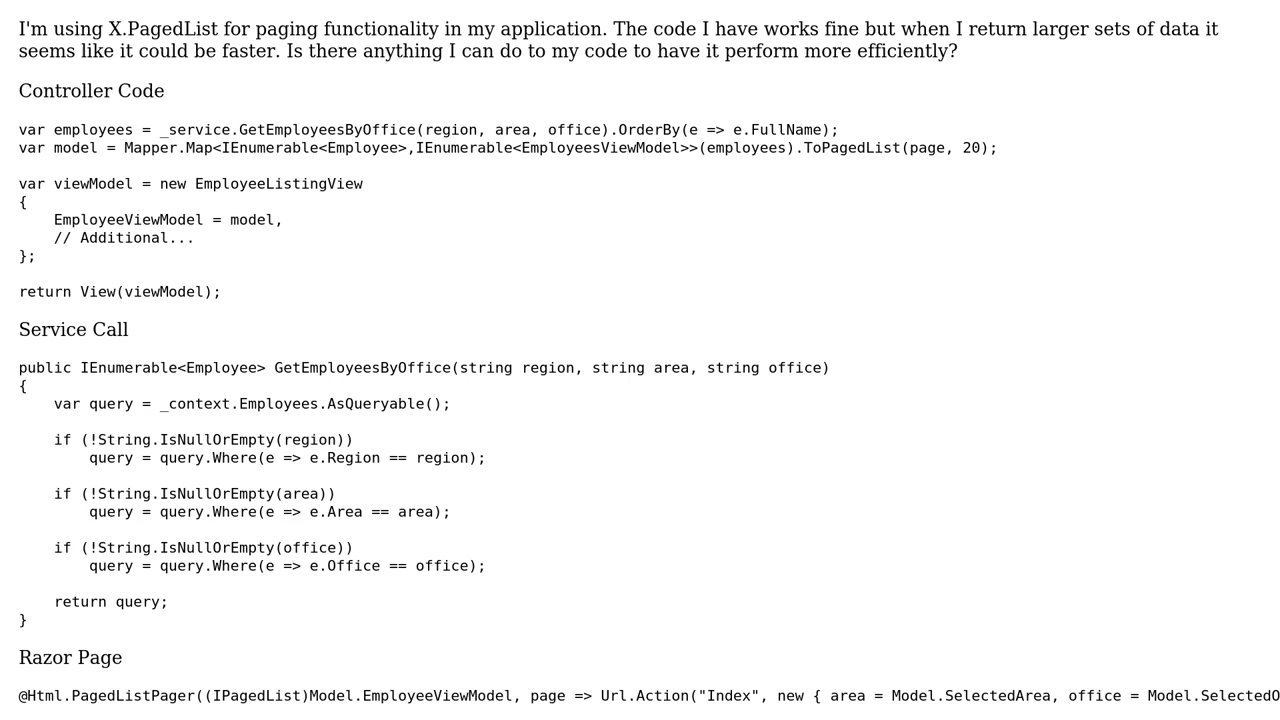 I'm using X.PagedList for paging functionality in my application. The code I have works fine but when I return larger sets of data it
seems like it could be faster. Is there anything I can do to my code to have it perform more efficiently?
Controller Code
var employees = _service.GetEmployeesByOffice(region, area, office).OrderBy(e => e.FullName);
var model = Mapper.Map<IEnumerable<Employee>,IEnumerable<EmployeesViewModel>>(employees).ToPagedList(page, 20);
var viewModel = new EmployeeListingView
{
    EmployeeViewModel = model,
    // Additional...
};
return View(viewModel);
Service Call
public IEnumerable<Employee> GetEmployeesByOffice(string region, string area, string office)
{
    var query = _context.Employees.AsQueryable();
    if (!String.IsNullOrEmpty(region))
        query = query.Where(e => e.Region == region);
    if (!String.IsNullOrEmpty(area))
        query = query.Where(e => e.Area == area);
    if (!String.IsNullOrEmpty(office))
        query = query.Where(e => e.Office == office);
    return query;
}
Razor Page
@Html.PagedListPager((IPagedList)Model.EmployeeViewModel, page => Url.Action("Index", new { area = Model.SelectedArea, office = Model.SelectedO